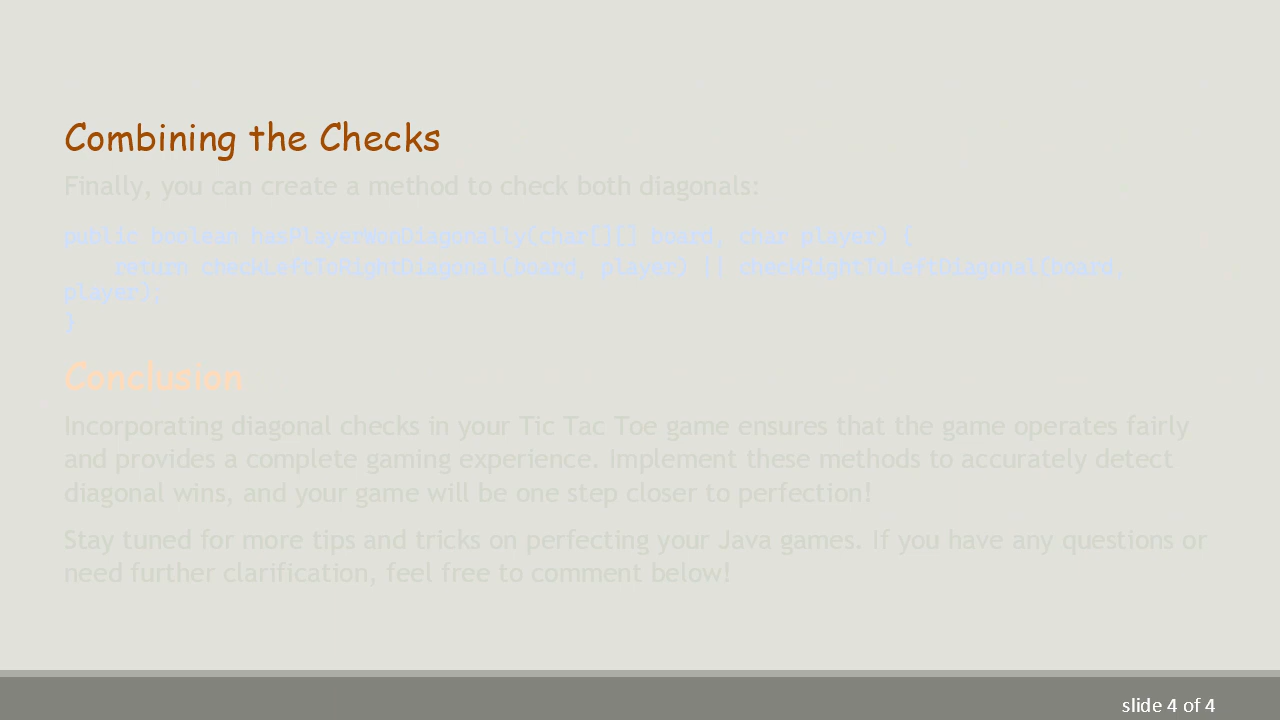 Combining the Checks
Finally, you can create a method to check both diagonals:
public boolean hasPlayerWonDiagonally(char[][] board, char player) {
    return checkLeftToRightDiagonal(board, player) || checkRightToLeftDiagonal(board,
player);
}
Conclusion
Incorporating diagonal checks in your Tic Tac Toe game ensures that the game operates fairly
and provides a complete gaming experience. Implement these methods to accurately detect
diagonal wins, and your game will be one step closer to perfection!
Stay tuned for more tips and tricks on perfecting your Java games. If you have any questions or
need further clarification, feel free to comment below!
slide 4 of 4